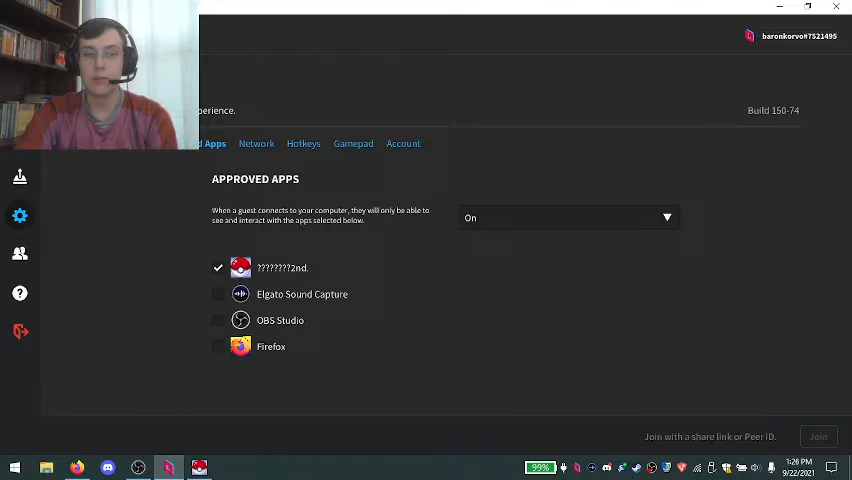 baronkorvo#7521495
perience.
Build 150-74
d Apps Network Hotkeys Gamepad Account
APPROVED APPS
When a guest connects to your computer, they will only be able to
see and interact with the apps selected below.
On
????????2nd.
Elgato Sound Capture
OBS Studio
Firefox
Join with a share link or Peer ID.
Join
99%
1:26 PM
9/22/2021